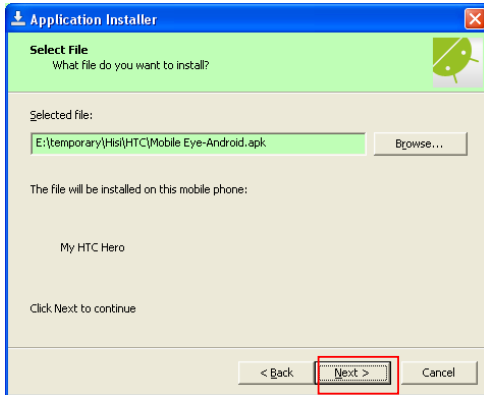 Application Installer
Select File
What file do you want to install?
Selected file:
E:\temporary\Hisi\HTC\Mobile Eye-Android.apk
Browse...
The file will be installed on this mobile phone:
My HTC Hero
Click Next to continue
< Back
Next >
Cancel